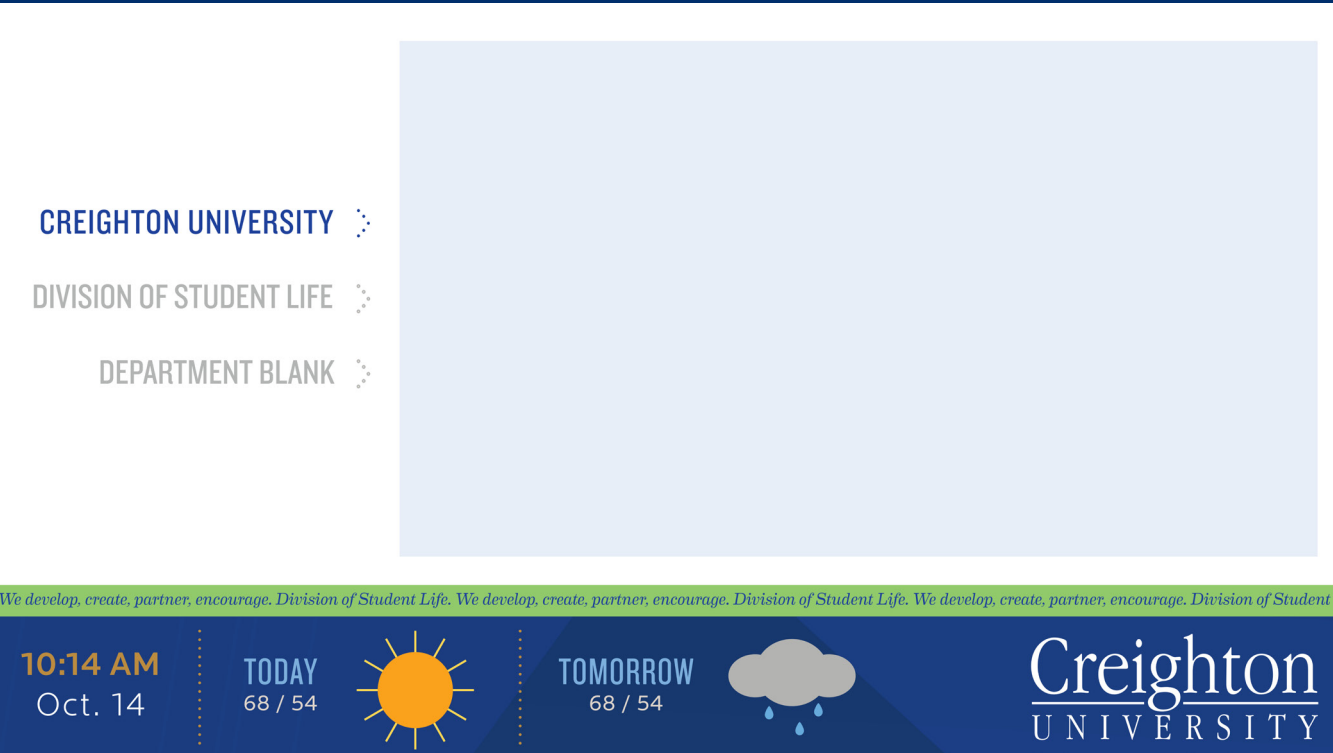 CREIGHTON UNIVERSITY
DIVISION OF STUDENT LIFE
DEPARTMENT BLANK
We develop, create, partner, encourage. Division of Student Life. We develop, create, partner, encourage. Division of Student Life. We develop, create, partner, encourage. Division of Student
10:14 AM
Oct. 14
TODAY
68 / 54
TOMORROW
68 / 54
Creighton
UNIVERSITY